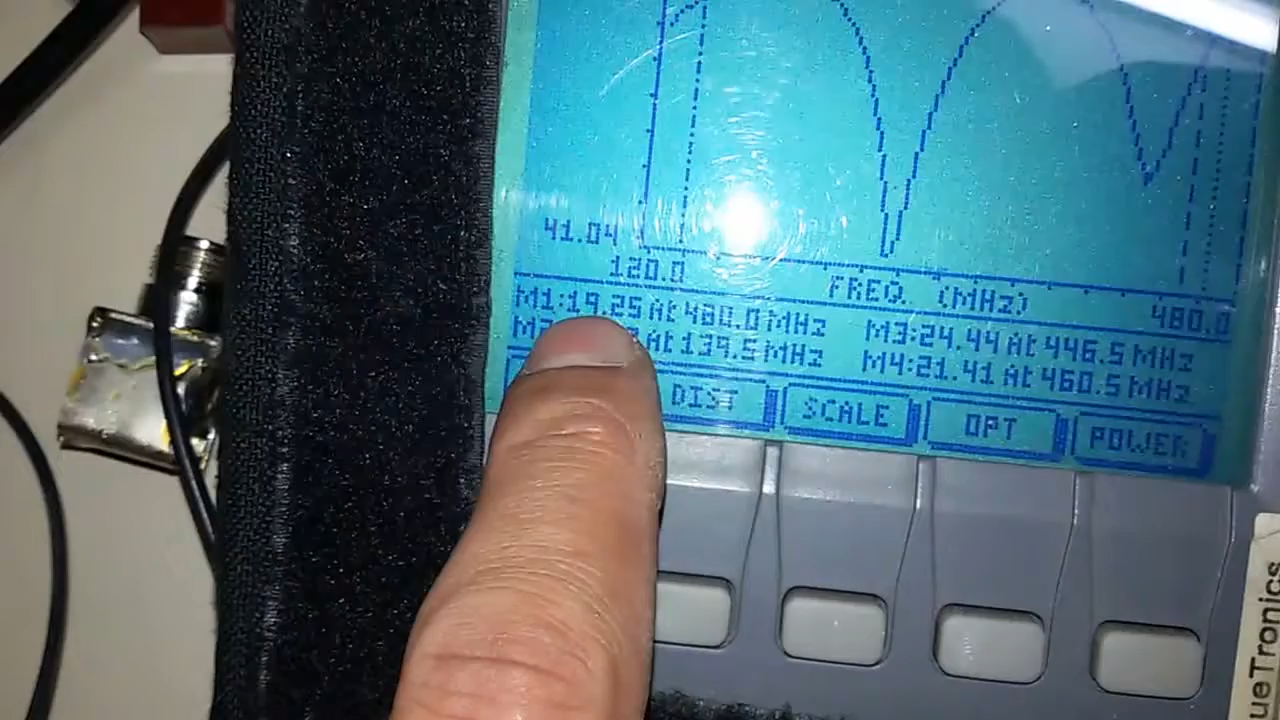 41.04
120.0
FREQ. (MHz)
480.0
M1:19.25 At 480.0 MHz
M3:24.44 At 446.5 MHz
At 139.5 MHz
M4:21.41 At 460.5 MHz
DIST
SCALE
OPT
POWER
ueTronics